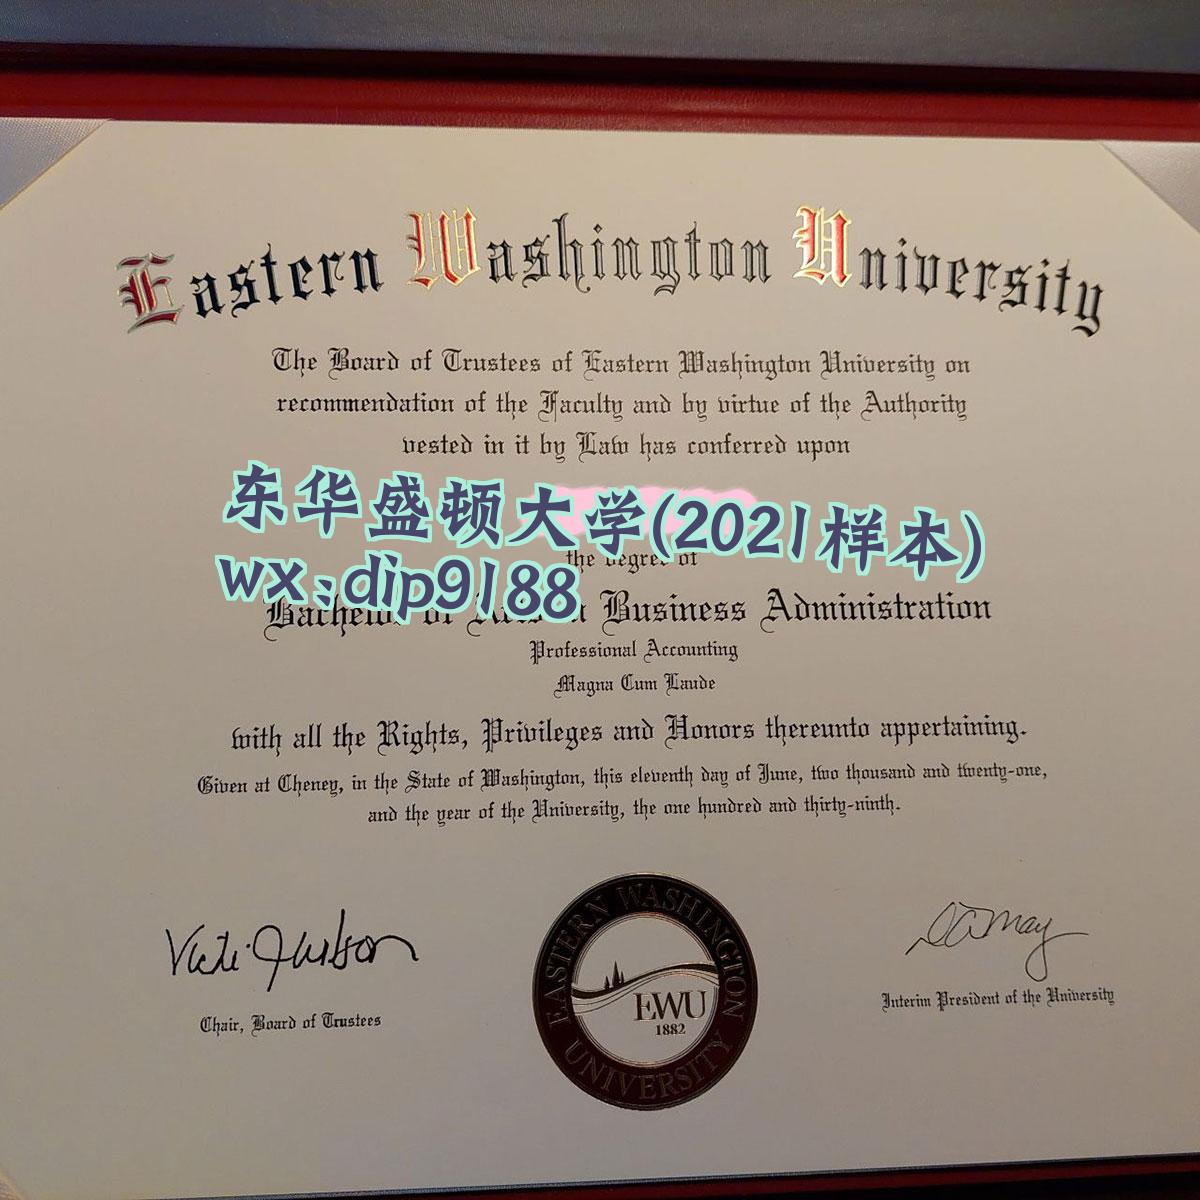 Eastern Washington University
The Board of Trustees of Eastern Washington University on
recommendation of the Faculty and by virtue of the Authority
vested in it by Law has conferred upon
东华盛顿大学(2021样本)
the degree of
wx:dip9188
Bachelor of Arts in Business Administration
Professional Accounting
Magna Cum Laude
with all the Rights, Privileges and Honors thereunto appertaining.
Given at Cheney, in the State of Washington, this eleventh day of June, two thousand and twenty-one,
and the year of the University, the one hundred and thirty-ninth.
Chair, Board of Trustees
EASTERN WASHINGTON
EWU
1882
UNIVERSITY
Interim President of the University